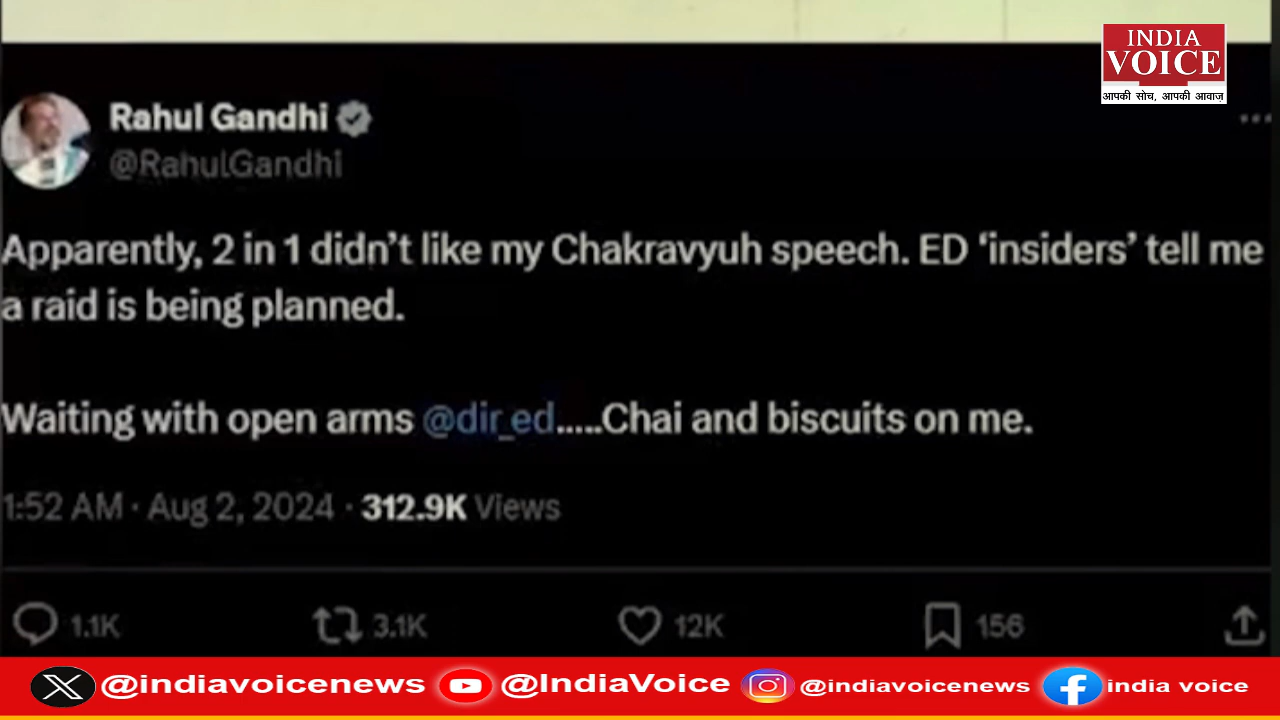 INDIA
VOICE
आपकी सोच, आपकी आवाज़
Rahul Gandhi
@RahulGandhi
Apparently, 2 in 1 didn’t like my Chakravyuh speech. ED ‘insiders’ tell me
a raid is being planned.
Waiting with open arms @dir_ed.....Chai and biscuits on me.
1:52 AM · Aug 2, 2024 · 312.9K Views
1.1K 3.1K 12K 156
@indiavoicenews @IndiaVoice @indiavoicenews india voice